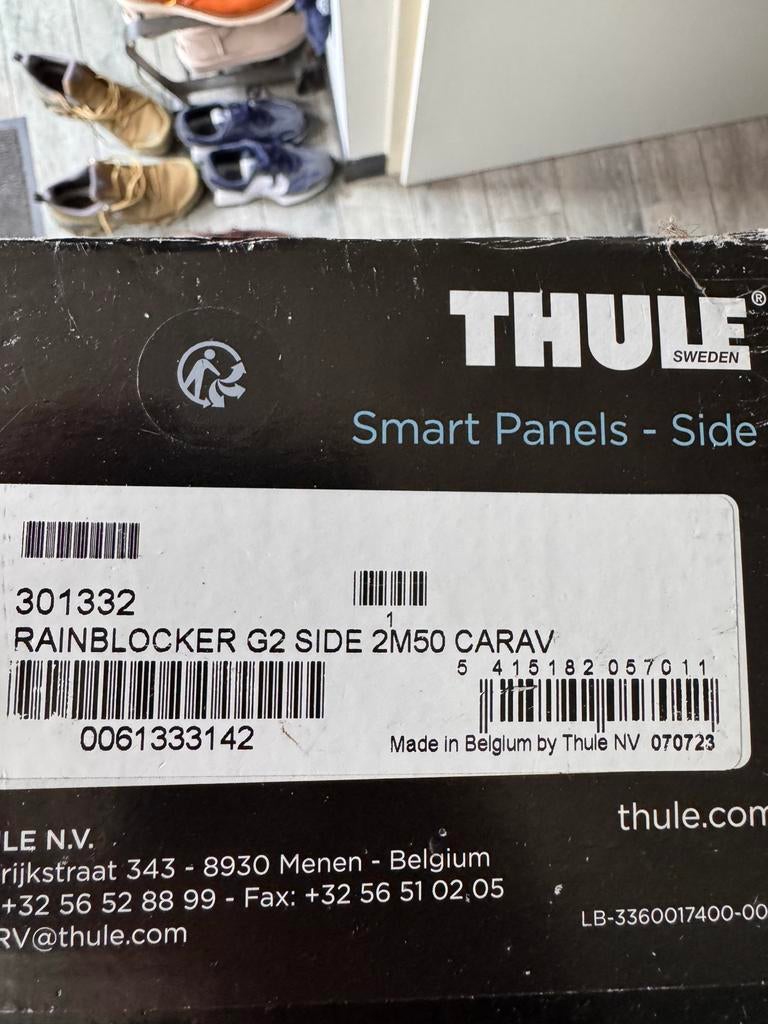 THULE®
SWEDEN
Smart Panels - Side
301332
1
RAINBLOCKER G2 SIDE 2M50 CARAV
5 415182 057011
0061333142
Made in Belgium by Thule NV 070723
thule.com
LE N.V.
rijkstraat 343 - 8930 Menen - Belgium
+32 56 52 88 99 - Fax: +32 56 51 02 05
RV@thule.com
LB-3360017400-00